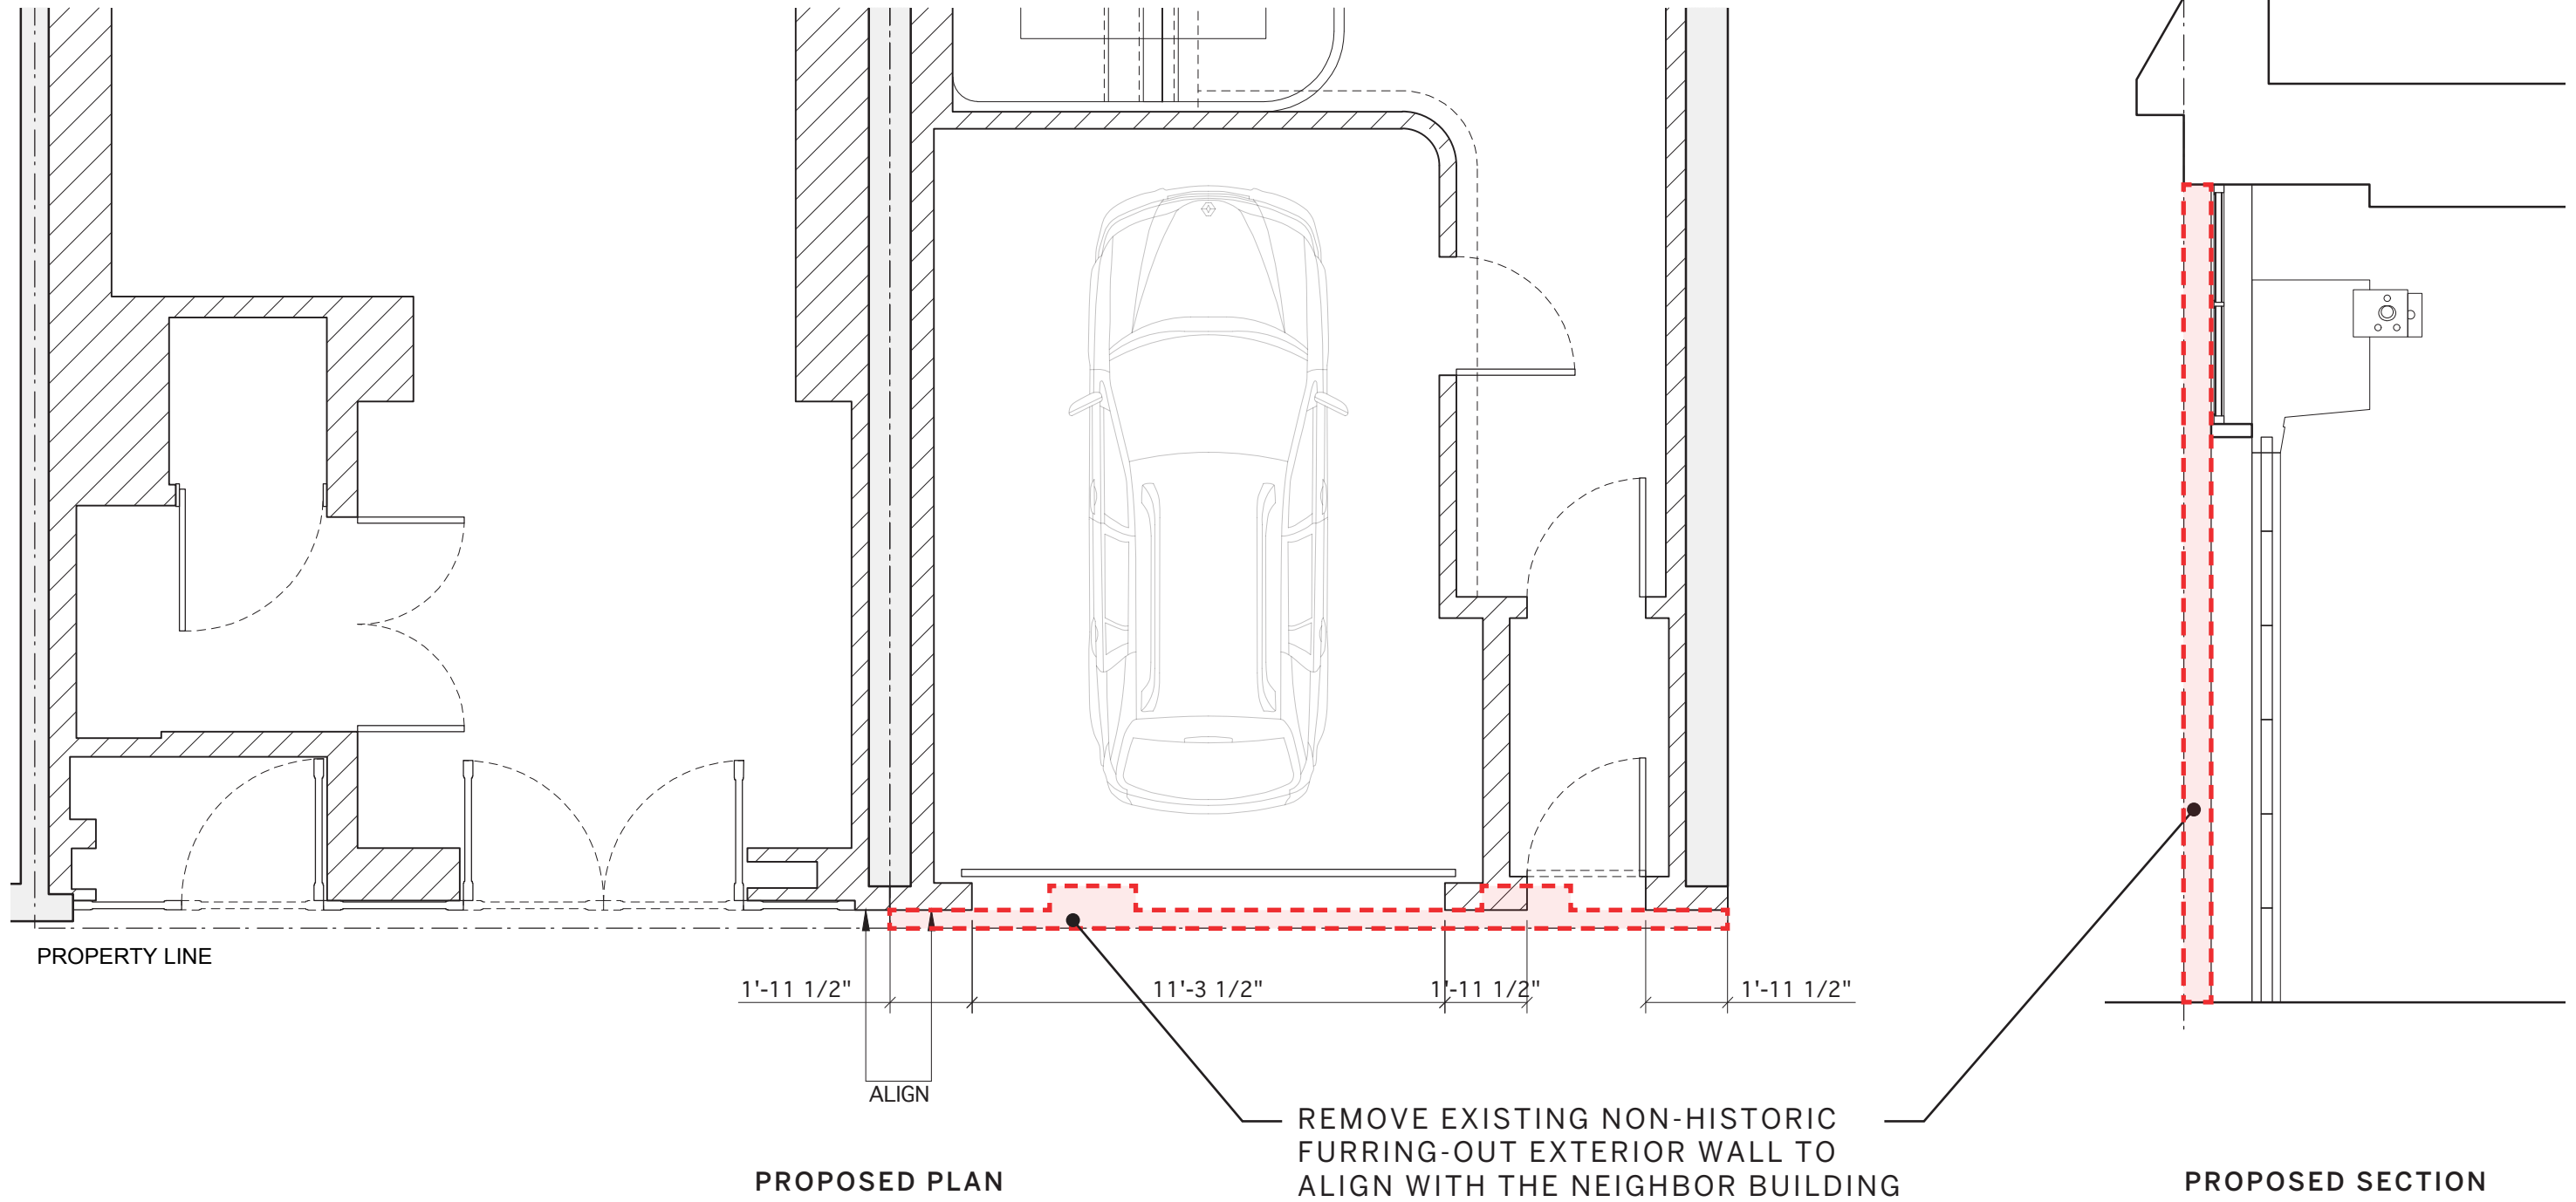 PROPERTY LINE
1'-11 1/2"
11'-3 1/2"
1'-11 1/2"
1'-11 1/2"
ALIGN
REMOVE EXISTING NON-HISTORIC
FURRING-OUT EXTERIOR WALL TO
ALIGN WITH THE NEIGHBOR BUILDING
PROPOSED PLAN
PROPOSED SECTION